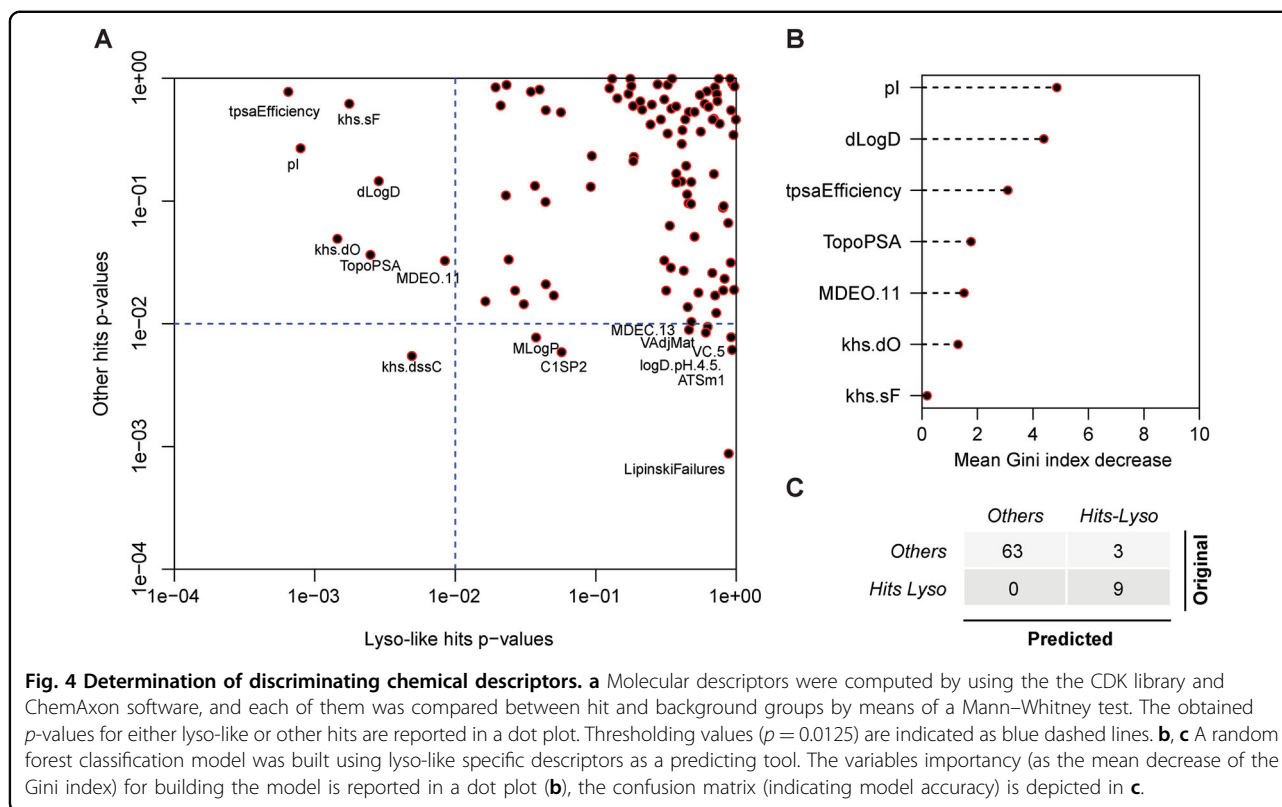 A
Other hits p-values
1e+00
1e-01
1e-02
1e-03
1e-04
tpsaEfficiency
khs.sF
pI
dLogD
khs.dO
TopoPSA
MDEO.11
khs.dssC
MLogP
C1SP2
MDEC.13
VAdjMat
VC.5
logD.pH.4.5.
ATSm1
LipinskiFailures
1e-04
1e-03
1e-02
1e-01
1e+00
Lyso-like hits p-values
B
pI
dLogD
tpsaEfficiency
TopoPSA
MDEO.11
khs.dO
khs.sF
0 2 4 6 8 10
Mean Gini index decrease
C
Others Hits-Lyso
Others 63 3
Hits Lyso 0 9
Original
Predicted
Fig. 4 Determination of discriminating chemical descriptors. a Molecular descriptors were computed by using the the CDK library and
ChemAxon software, and each of them was compared between hit and background groups by means of a Mann–Whitney test. The obtained
p-values for either lyso-like or other hits are reported in a dot plot. Thresholding values (p = 0.0125) are indicated as blue dashed lines. b, c A random
forest classification model was built using lyso-like specific descriptors as a predicting tool. The variables importancy (as the mean decrease of the
Gini index) for building the model is reported in a dot plot (b), the confusion matrix (indicating model accuracy) is depicted in c.